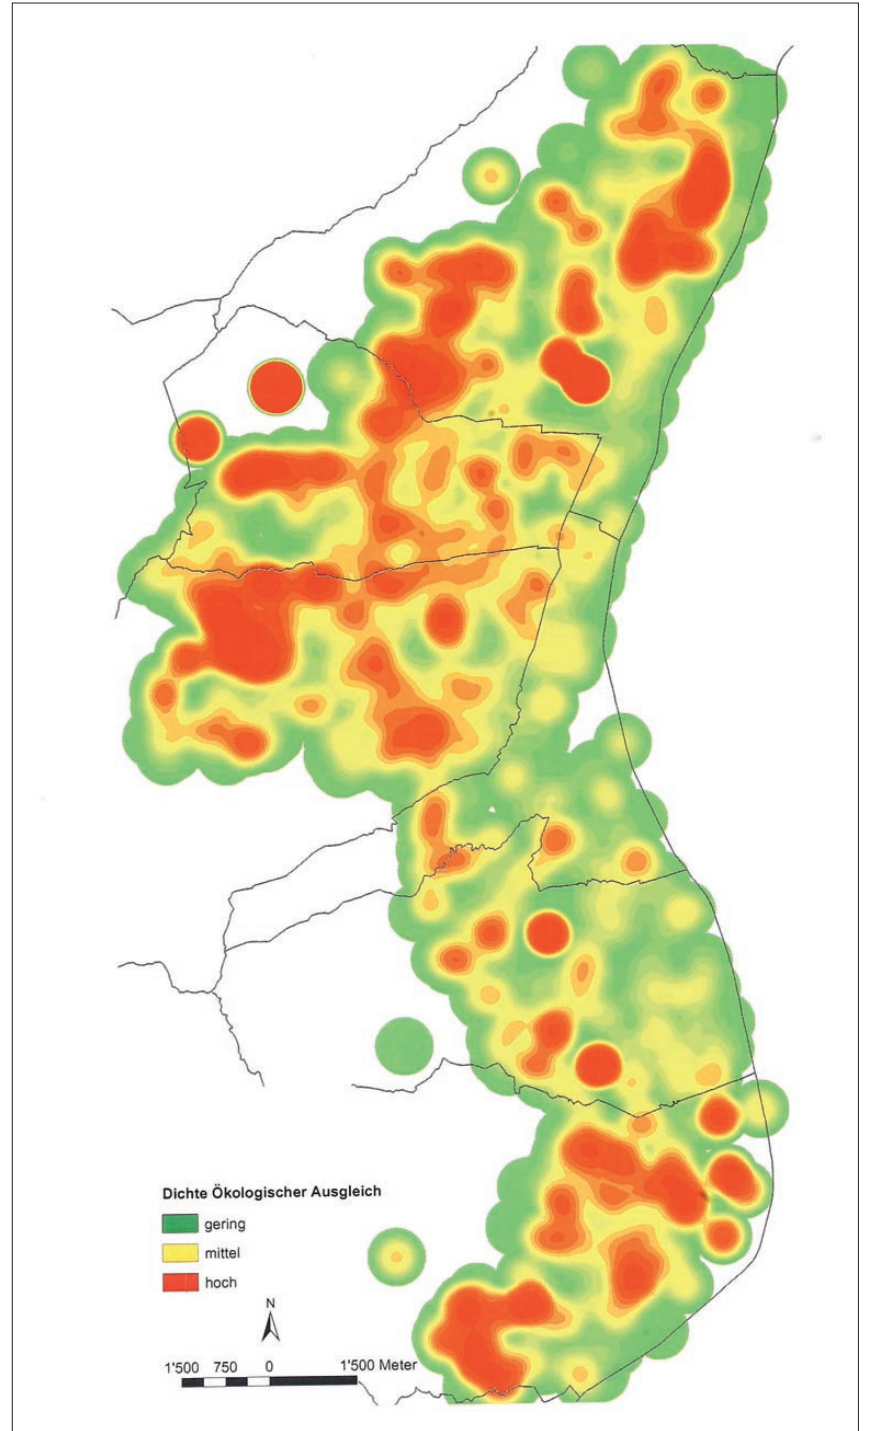 Dichte Ökologischer Ausgleich
gering
mittel
hoch
N
1'500 750 0 1'500 Meter